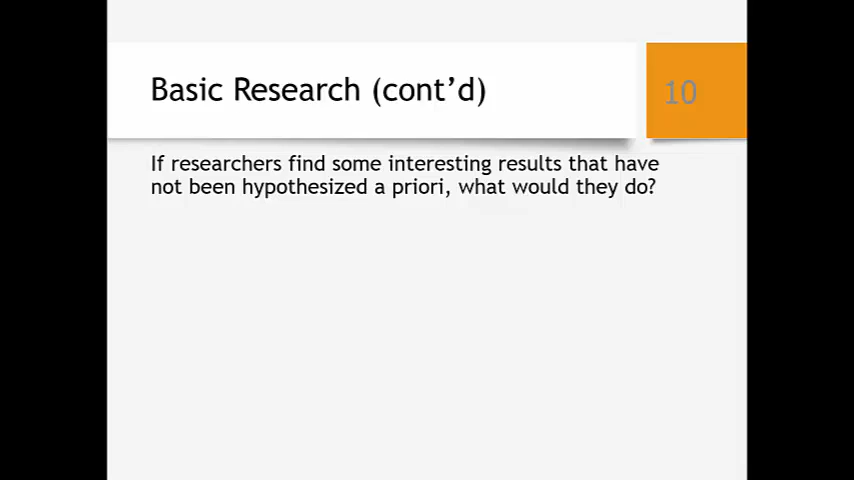 Basic Research (cont’d)
10
If researchers find some interesting results that have
not been hypothesized a priori, what would they do?